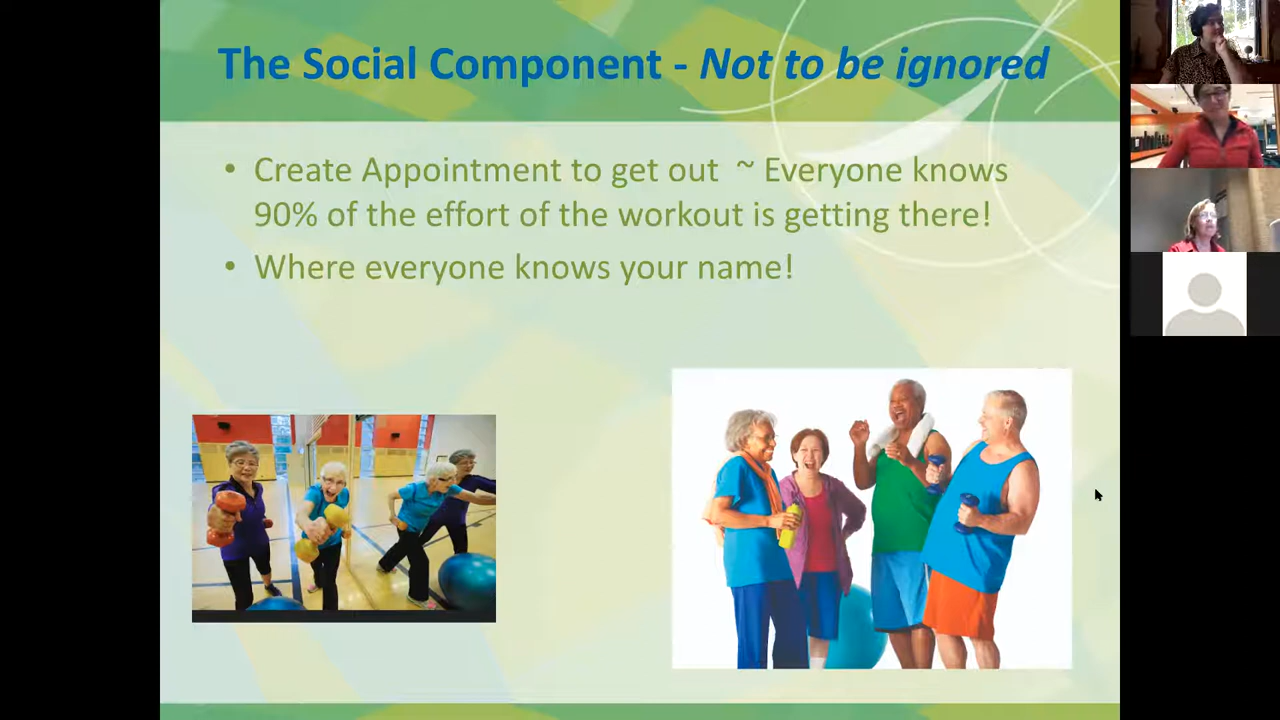 The Social Component - Not to be ignored
• Create Appointment to get out ~ Everyone knows
90% of the effort of the workout is getting there!
• Where everyone knows your name!